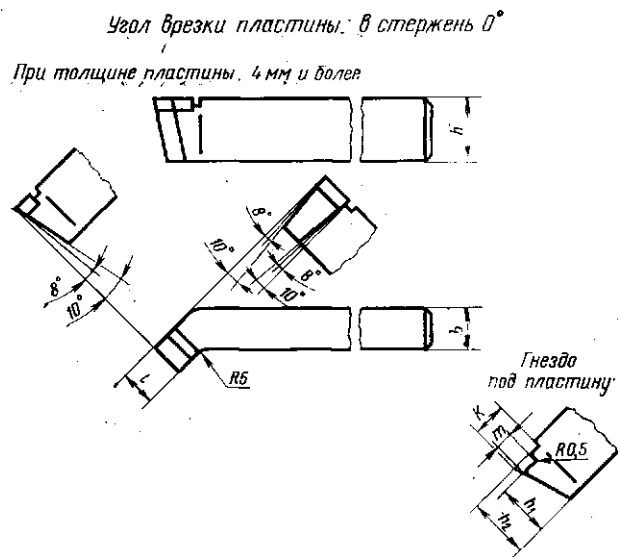 Угол врезки пластины: в стержень 0°
При толщине пластины. 4 мм и более
h
8°
10°
8°
10°
8°
10°
b
l
R6
Гнездо
под пластину
K
m
R0,5
h₁
h₂